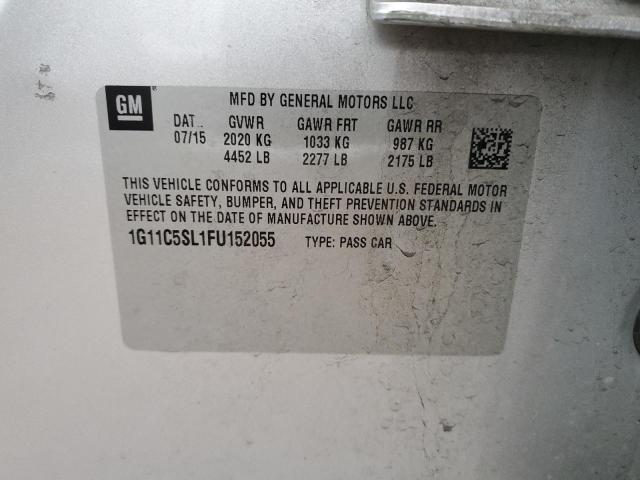 GM
MFD BY GENERAL MOTORS LLC
DAT GVWR GAWR FRT GAWR RR
07/15 2020 KG 1033 KG 987 KG
4452 LB 2277 LB 2175 LB
THIS VEHICLE CONFORMS TO ALL APPLICABLE U.S. FEDERAL MOTOR
VEHICLE SAFETY, BUMPER, AND THEFT PREVENTION STANDARDS IN
EFFECT ON THE DATE OF MANUFACTURE SHOWN ABOVE.
1G11C5SL1FU152055 TYPE: PASS CAR